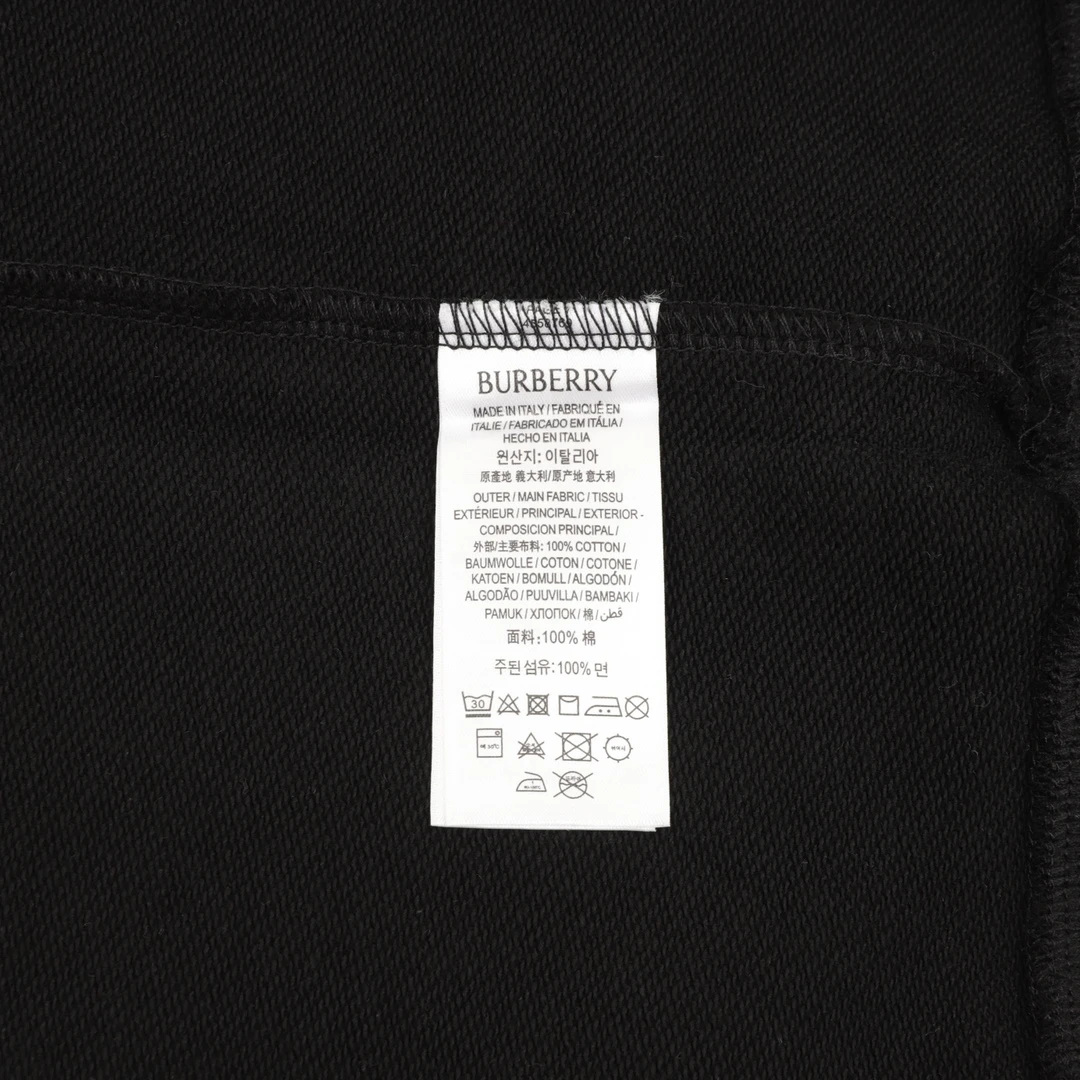 BURBERRY
MADE IN ITALY / FABRIQUÉ EN
ITALIE / FABRICADO EM ITÁLIA /
HECHO EN ITALIA
원산지: 이탈리아
原產地 義大利/原产地 意大利
OUTER / MAIN FABRIC / TISSU
EXTÉRIEUR / PRINCIPAL / EXTERIOR -
COMPOSICION PRINCIPAL /
外部/主要布料: 100% COTTON /
BAUMWOLLE / COTON / COTONE /
KATOEN / BOMULL / ALGODÓN /
ALGODÃO / PUUVILLA / BAMBAKI /
PAMUK / ХЛОПОК / 棉 / قطن
面料:100% 棉
주된 섬유:100% 면
30